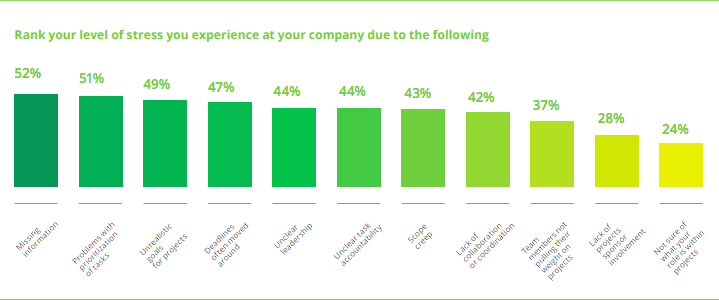 Rank your level of stress you experience at your company due to the following
52%
51%
49%
47%
44%
44%
43%
42%
37%
28%
24%
Missing
information
Problems with
prioritization
of tasks
Unrealistic
goals
for projects
Deadlines
often moved
around
Unclear
leadership
Unclear task
accountability
Scope
creep
Lack of
collaboration
or coordination
Team
members not
pulling their
weight on
projects
Lack of
projects
sponsor
involvement
Not sure of
what your
role is within
projects